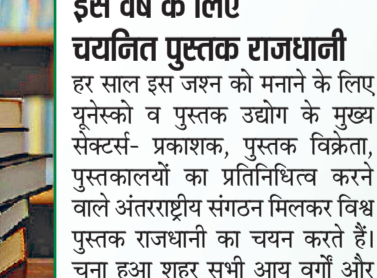 इस वर्ष के लिए
चयनित पुस्तक राजधानी
हर साल इस जश्न को मनाने के लिए
यूनेस्को व पुस्तक उद्योग के मुख्य
सेक्टर्स- प्रकाशक, पुस्तक विक्रेता,
पुस्तकालयों का प्रतिनिधित्व करने
वाले अंतरराष्ट्रीय संगठन मिलकर विश्व
पुस्तक राजधानी का चयन करते हैं।
चुना हुआ शहर सभी आयु वर्गों और